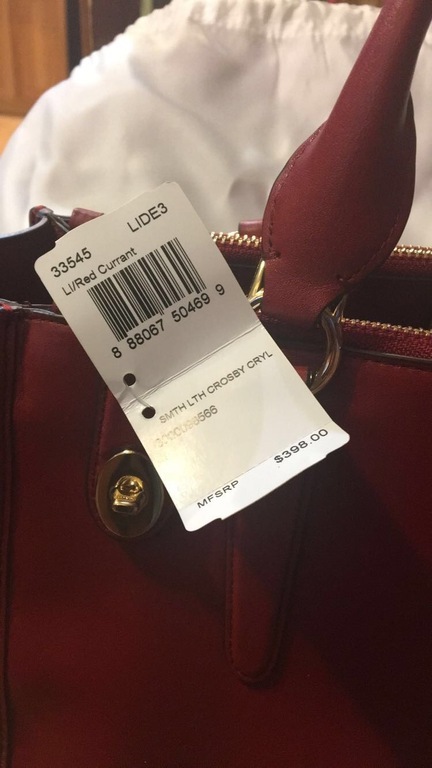 33545 LIDE3
LI/Red Currant
8 88067 50469 9
SMTH LTH CROSBY CRYL
MFSRP $398.00